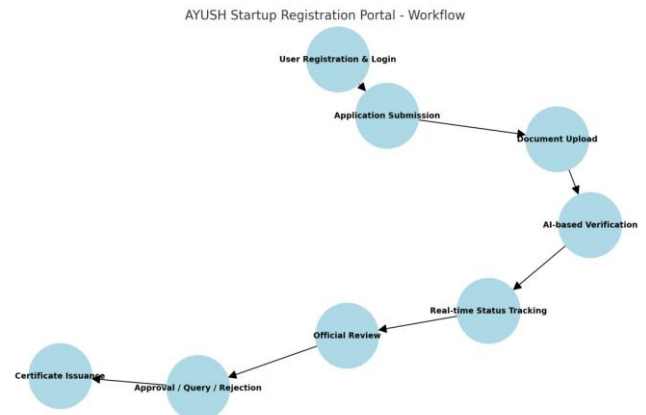 AYUSH Startup Registration Portal - Workflow
User Registration & Login
Application Submission
Document Upload
AI-based Verification
Real-time Status Tracking
Official Review
Approval / Query / Rejection
Certificate Issuance